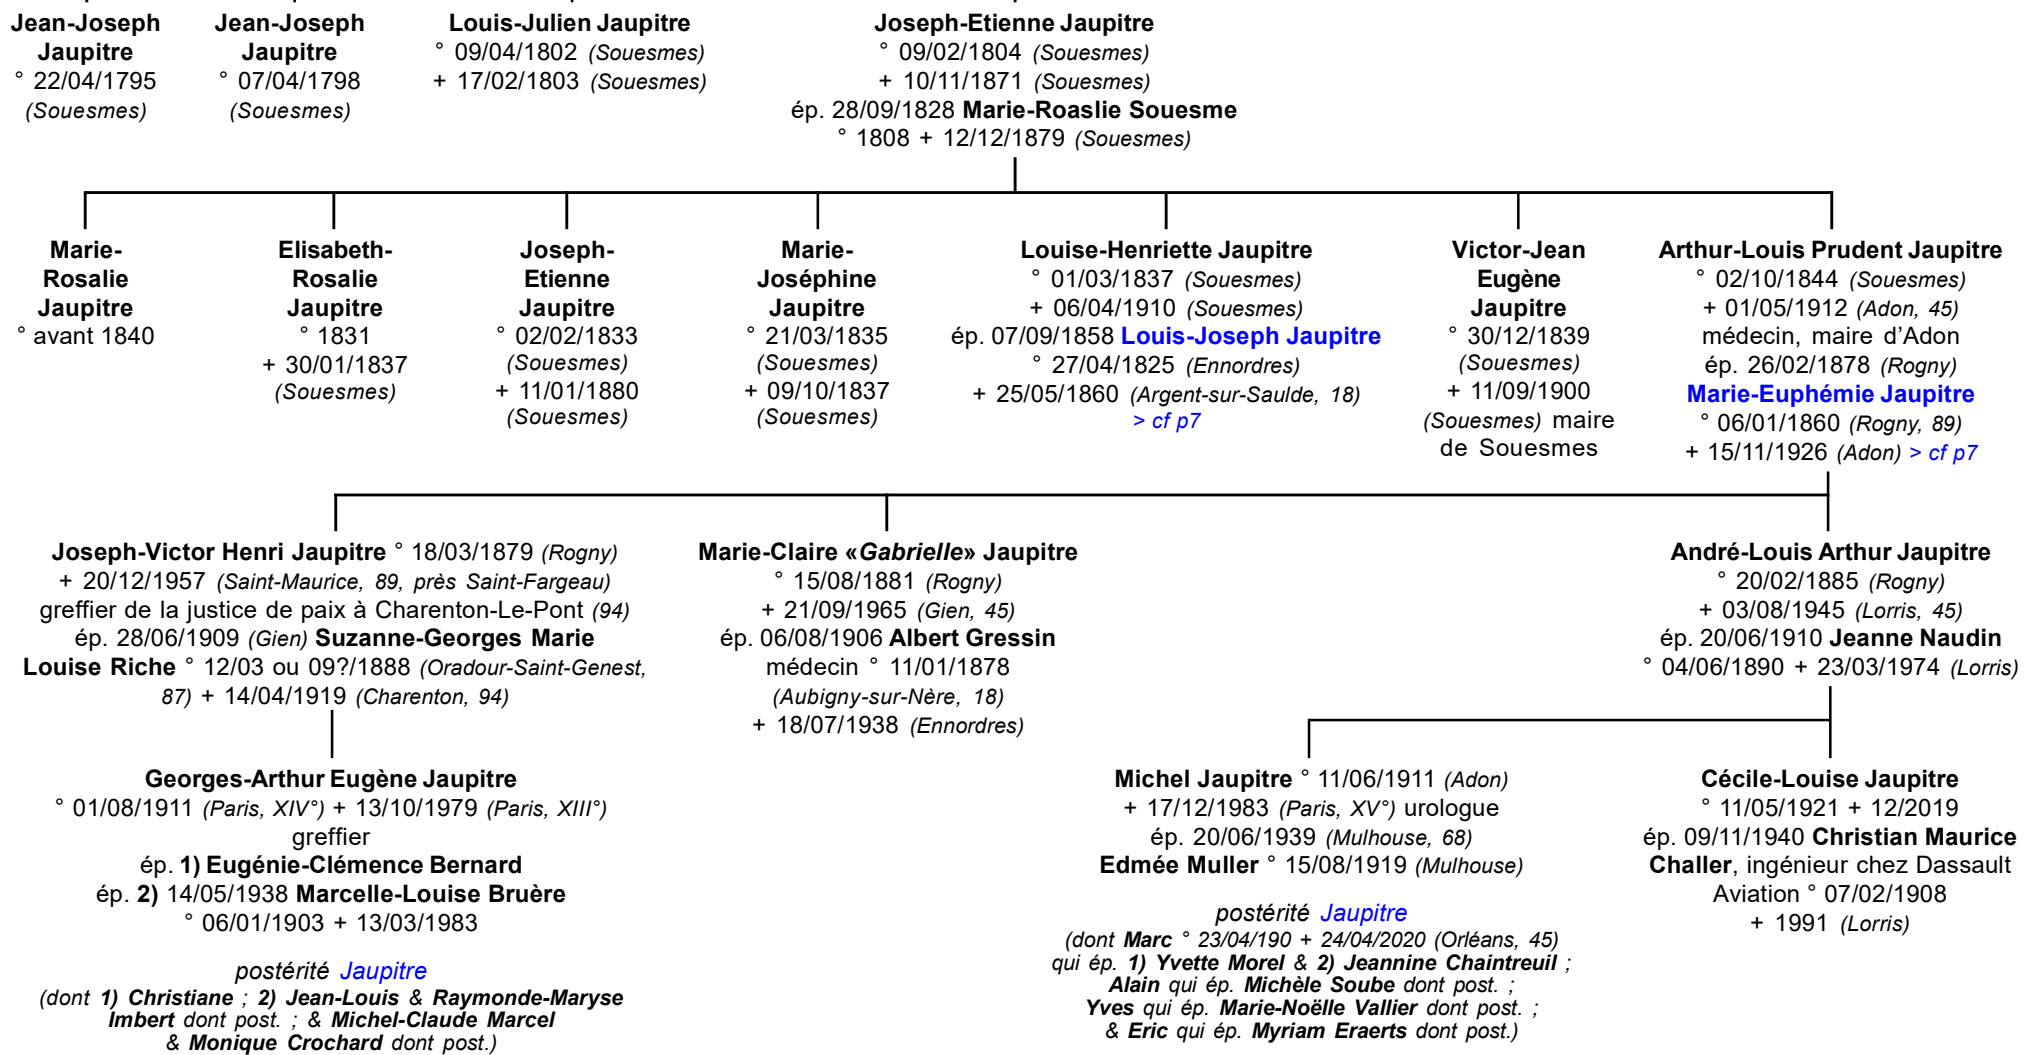 Jean-Joseph
Jaupitre
° 22/04/1795
(Souesmes)
Jean-Joseph
Jaupitre
° 07/04/1798
(Souesmes)
Louis-Julien Jaupitre
° 09/04/1802 (Souesmes)
+ 17/02/1803 (Souesmes)
Joseph-Etienne Jaupitre
° 09/02/1804 (Souesmes)
+ 10/11/1871 (Souesmes)
ép. 28/09/1828 Marie-Roaslie Souesme
° 1808 + 12/12/1879 (Souesmes)
Marie-
Rosalie
Jaupitre
° avant 1840
Elisabeth-
Rosalie
Jaupitre
° 1831
+ 30/01/1837
(Souesmes)
Joseph-
Etienne
Jaupitre
° 02/02/1833
(Souesmes)
+ 11/01/1880
(Souesmes)
Marie-
Joséphine
Jaupitre
° 21/03/1835
(Souesmes)
+ 09/10/1837
(Souesmes)
Louise-Henriette Jaupitre
° 01/03/1837 (Souesmes)
+ 06/04/1910 (Souesmes)
ép. 07/09/1858 Louis-Joseph Jaupitre
° 27/04/1825 (Ennordres)
+ 25/05/1860 (Argent-sur-Saulde, 18)
> cf p7
Victor-Jean
Eugène
Jaupitre
° 30/12/1839
(Souesmes)
+ 11/09/1900
(Souesmes) maire
de Souesmes
Arthur-Louis Prudent Jaupitre
° 02/10/1844 (Souesmes)
+ 01/05/1912 (Adon, 45)
médecin, maire d’Adon
ép. 26/02/1878 (Rogny)
Marie-Euphémie Jaupitre
° 06/01/1860 (Rogny, 89)
+ 15/11/1926 (Adon) > cf p7
Joseph-Victor Henri Jaupitre ° 18/03/1879 (Rogny)
+ 20/12/1957 (Saint-Maurice, 89, près Saint-Fargeau)
greffier de la justice de paix à Charenton-Le-Pont (94)
ép. 28/06/1909 (Gien) Suzanne-Georges Marie
Louise Riche ° 12/03 ou 09?/1888 (Oradour-Saint-Genest,
87) + 14/04/1919 (Charenton, 94)
Marie-Claire «Gabrielle» Jaupitre
° 15/08/1881 (Rogny)
+ 21/09/1965 (Gien, 45)
ép. 06/08/1906 Albert Gressin
médecin ° 11/01/1878
(Aubigny-sur-Nère, 18)
+ 18/07/1938 (Ennordres)
André-Louis Arthur Jaupitre
° 20/02/1885 (Rogny)
+ 03/08/1945 (Lorris, 45)
ép. 20/06/1910 Jeanne Naudin
° 04/06/1890 + 23/03/1974 (Lorris)
Georges-Arthur Eugène Jaupitre
° 01/08/1911 (Paris, XIV°) + 13/10/1979 (Paris, XIII°)
greffier
ép. 1) Eugénie-Clémence Bernard
ép. 2) 14/05/1938 Marcelle-Louise Bruère
° 06/01/1903 + 13/03/1983
postérité Jaupitre
(dont 1) Christiane ; 2) Jean-Louis & Raymonde-Maryse
Imbert dont post. ; & Michel-Claude Marcel
& Monique Crochard dont post.)
Michel Jaupitre ° 11/06/1911 (Adon)
+ 17/12/1983 (Paris, XV°) urologue
ép. 20/06/1939 (Mulhouse, 68)
Edmée Muller ° 15/08/1919 (Mulhouse)
postérité Jaupitre
(dont Marc ° 23/04/190 + 24/04/2020 (Orléans, 45)
qui ép. 1) Yvette Morel & 2) Jeannine Chaintreuil ;
Alain qui ép. Michèle Soube dont post. ;
Yves qui ép. Marie-Noëlle Vallier dont post. ;
& Eric qui ép. Myriam Eraerts dont post.)
Cécile-Louise Jaupitre
° 11/05/1921 + 12/2019
ép. 09/11/1940 Christian Maurice
Challer, ingénieur chez Dassault
Aviation ° 07/02/1908
+ 1991 (Lorris)